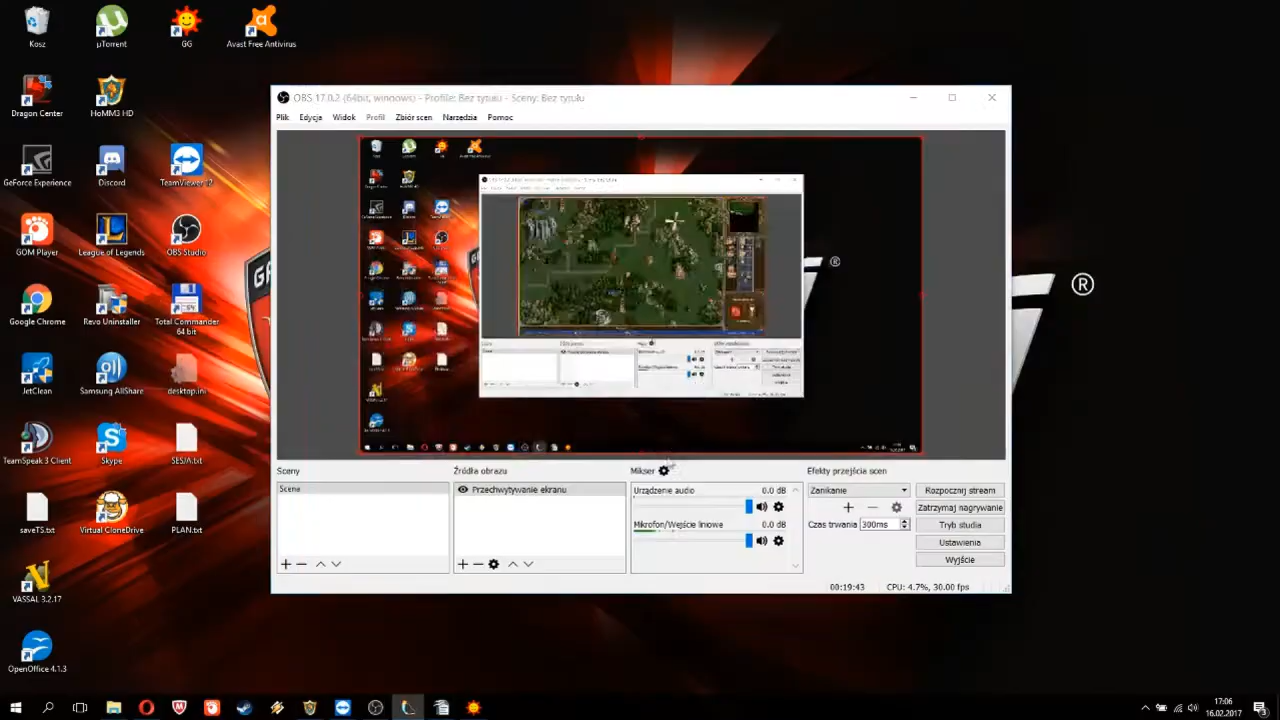 Kosz
µTorrent
GG
Avast Free Antivirus
Dragon Center
HoMM3 HD
GeForce Experience
Discord
TeamViewer 12
GOM Player
League of Legends
OBS Studio
Google Chrome
Revo Uninstaller
Total Commander
64 bit
JetClean
Samsung AllShare
desktop.ini
TeamSpeak 3 Client
Skype
SESJA.txt
saveTS.txt
Virtual CloneDrive
PLAN.txt
VASSAL 3.2.17
OpenOffice 4.1.3
OBS 17.0.2 (64bit, windows) - Profile: Bez tytułu - Sceny: Bez tytułu
Plik Edycja Widok Profil Zbiór scen Narzędzia Pomoc
Sceny
Scena
Źródła obrazu
Przechwytywanie ekranu
Mikser
Urządzenie audio 0.0 dB
Mikrofon/Wejście liniowe 0.0 dB
Efekty przejścia scen
Zanikanie
Czas trwania 300ms
Rozpocznij stream
Zatrzymaj nagrywanie
Tryb studia
Ustawienia
Wyjście
00:19:43 CPU: 4.7%, 30.00 fps
®
®
17:06
16.02.2017